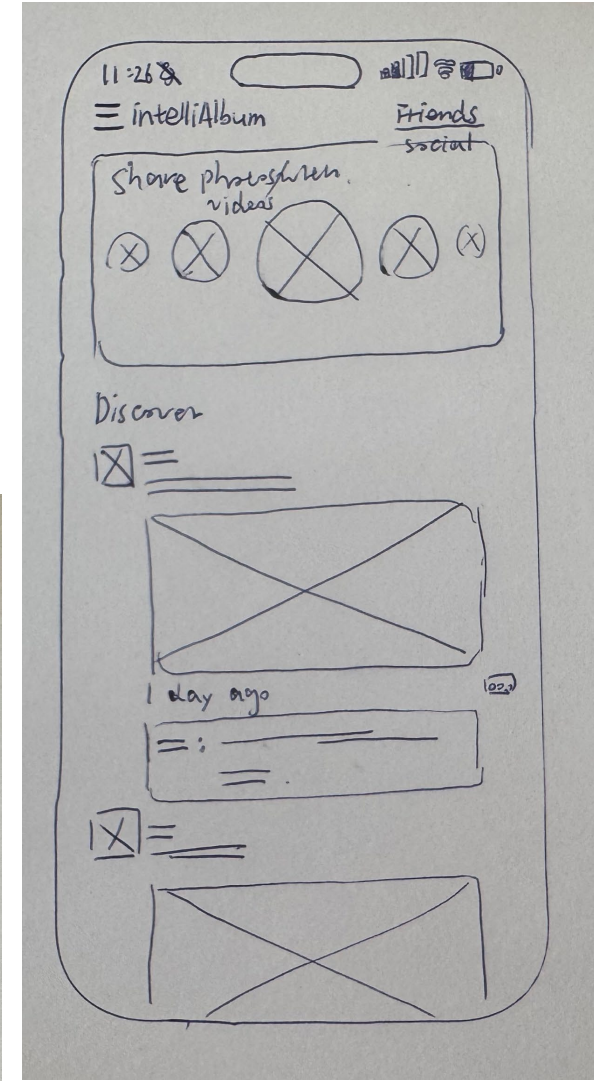 11:26
intelliAlbum
Friends
social
Share photos/
videos
Discover
1 day ago